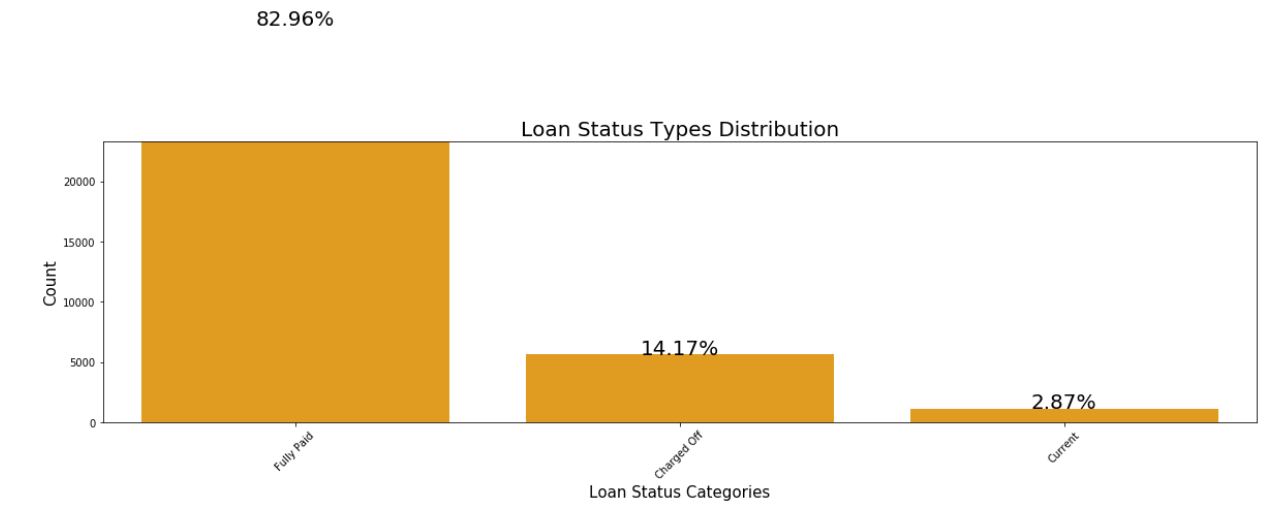 82.96%
Loan Status Types Distribution
20000
15000
10000
5000
0
Count
14.17%
2.87%
Fully Paid
Charged Off
Current
Loan Status Categories